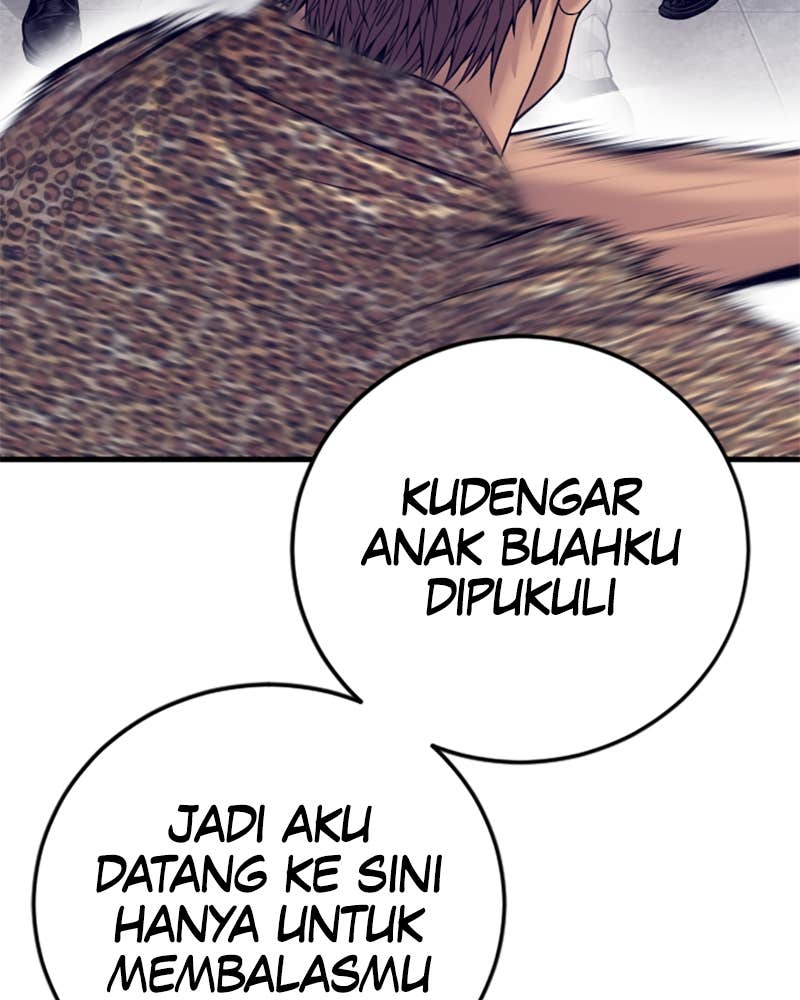 KUDENGAR
ANAK BUAHKU
DIPUKULI
JADI AKU
DATANG KE SINI
HANYA UNTUK
MEMBALASMU